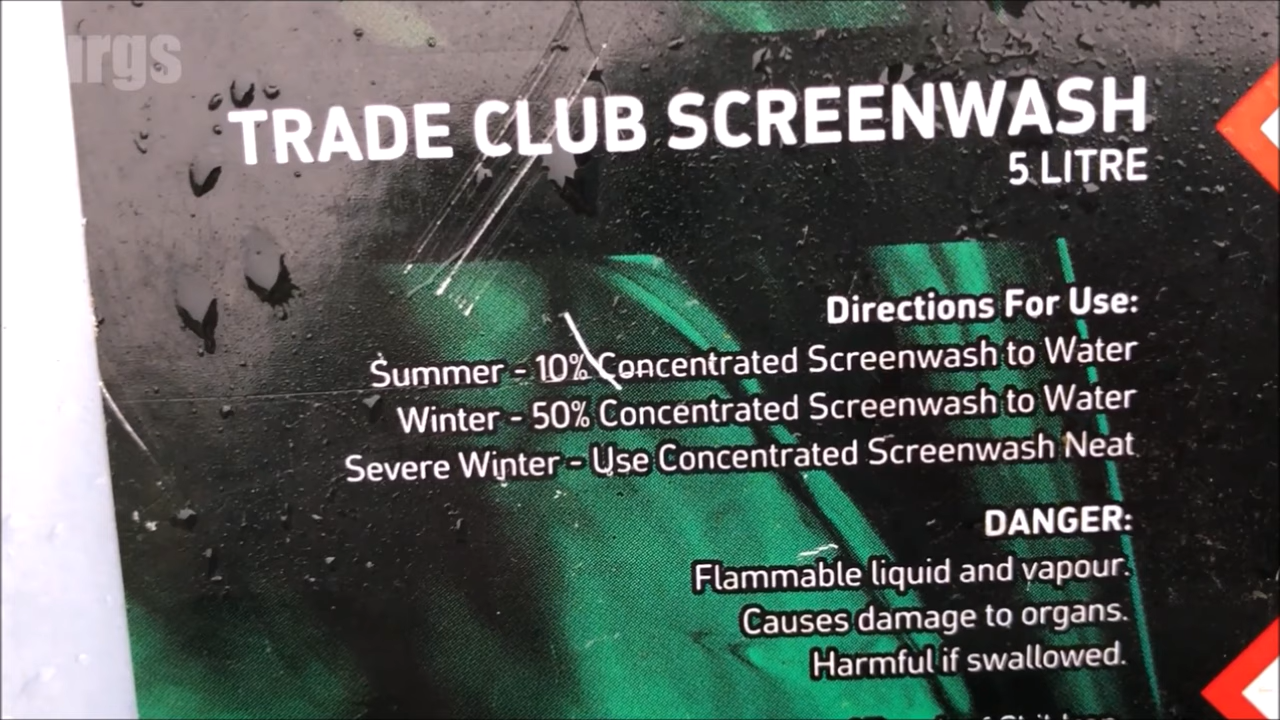 urgs
TRADE CLUB SCREENWASH
5 LITRE
Directions For Use:
Summer - 10% Concentrated Screenwash to Water
Winter - 50% Concentrated Screenwash to Water
Severe Winter - Use Concentrated Screenwash Neat
DANGER:
Flammable liquid and vapour.
Causes damage to organs.
Harmful if swallowed.